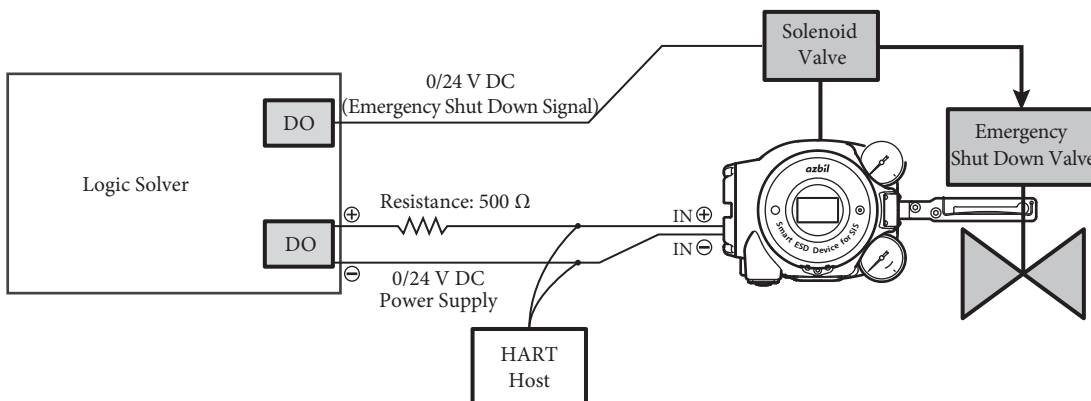 Solenoid
Valve
0/24 V DC
(Emergency Shut Down Signal)
DO
Emergency
Shut Down Valve
Logic Solver
azbil
Smart ESD Device for SIS
⊕
Resistance: 500 Ω
IN ⊕
DO
IN ⊖
⊖
0/24 V DC
Power Supply
HART
Host